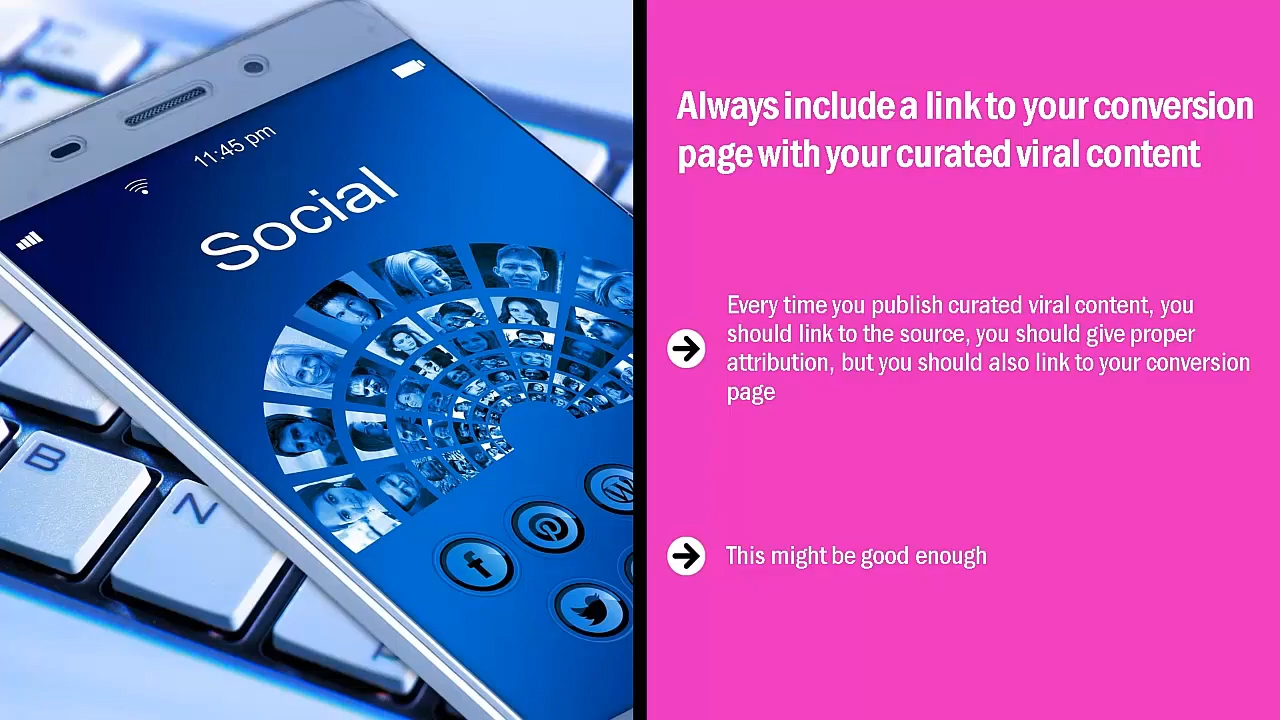 11:45 pm
Social
B
N
Always include a link to your conversion
page with your curated viral content
Every time you publish curated viral content, you
should link to the source, you should give proper
attribution, but you should also link to your conversion
page
This might be good enough